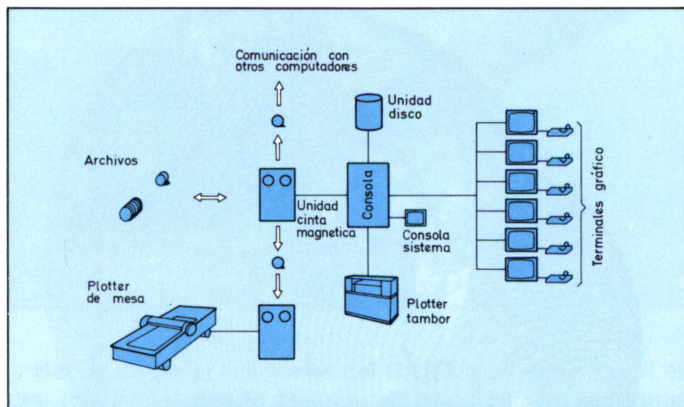 Comunicación con
otros computadores
Unidad
disco
Archivos
Consola
Unidad
cinta
magnetica
Consola
sistema
Terminales gráfico
Plotter
de mesa
Plotter
tambor